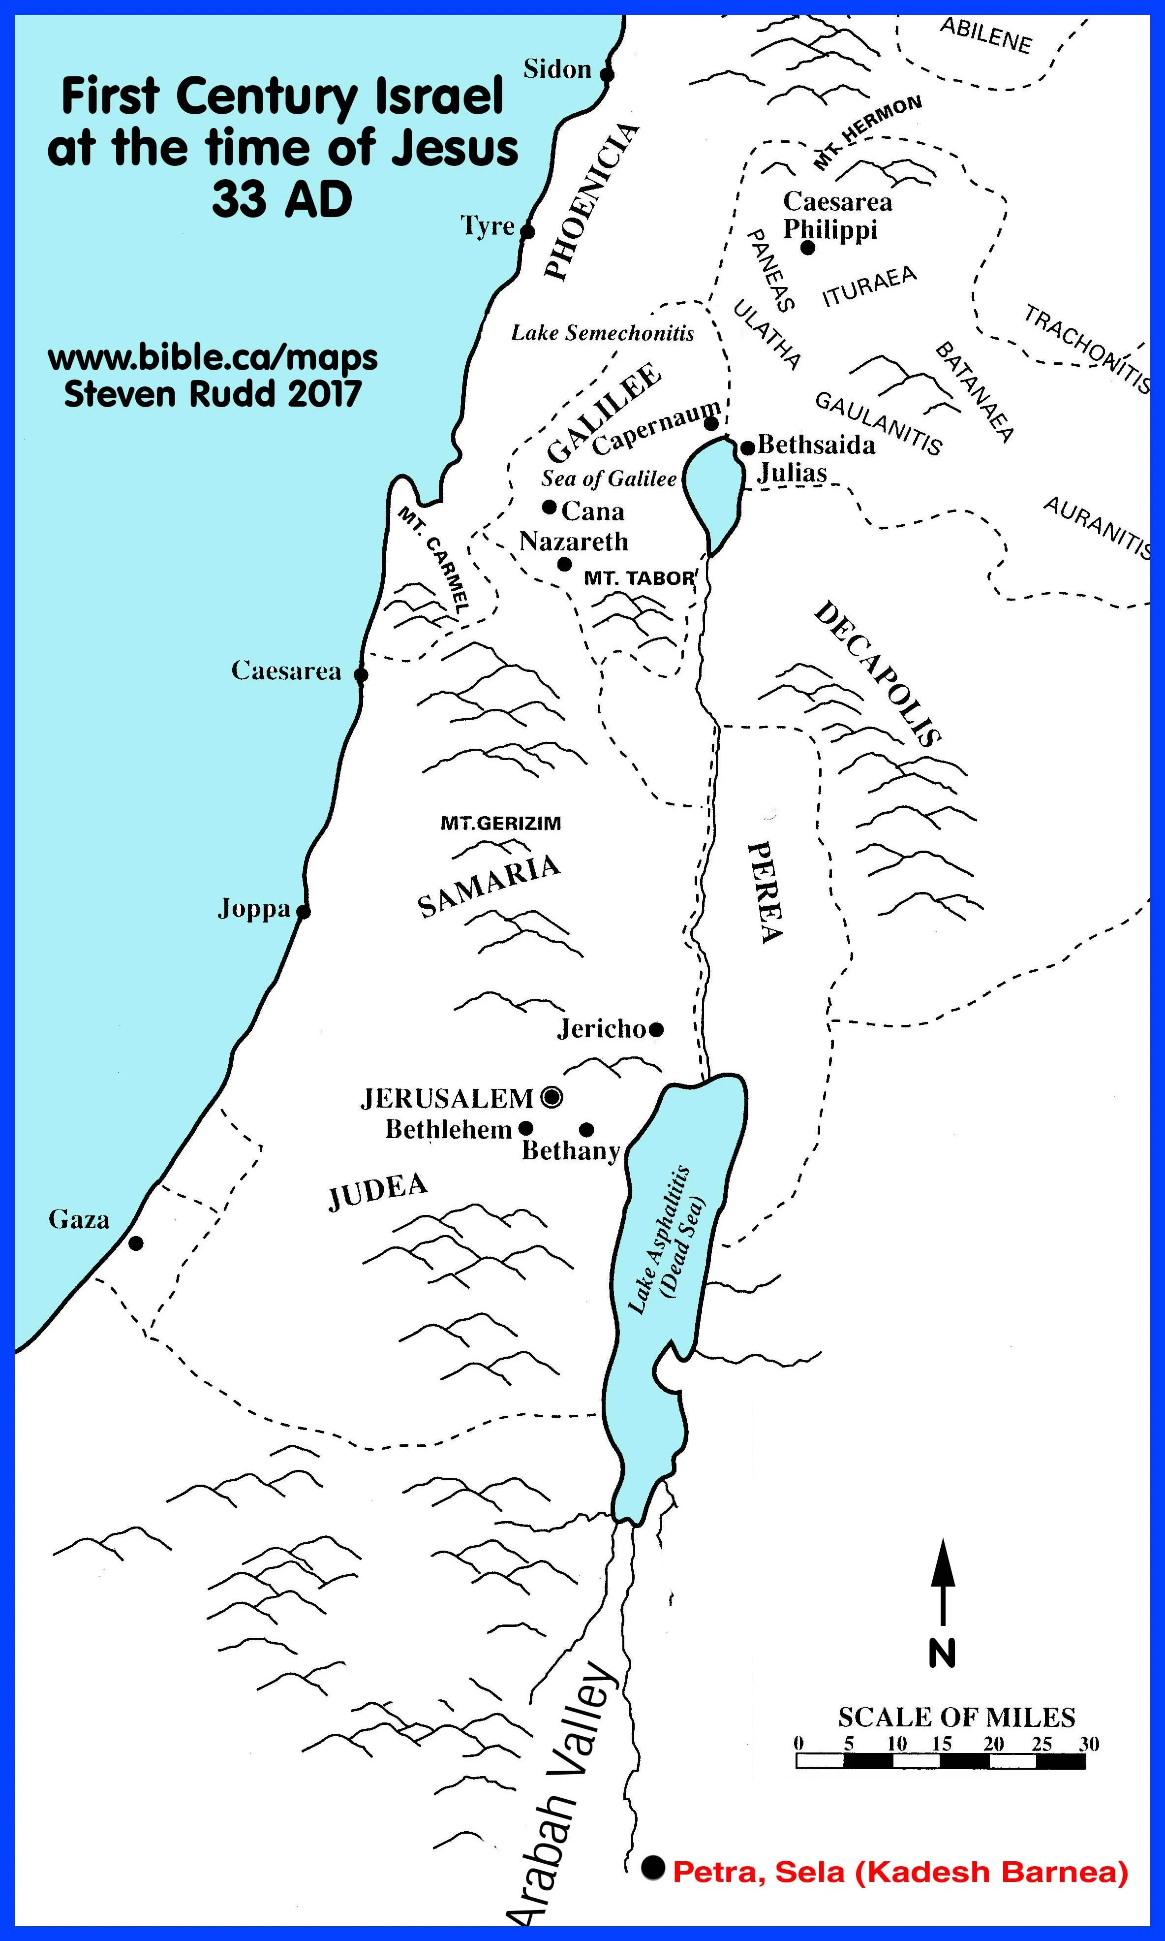 First Century Israel
at the time of Jesus
33 AD
www.bible.ca/maps
Steven Rudd 2017
Sidon
ABILENE
MT. HERMON
PHOENICIA
Tyre
Caesarea
Philippi
PANEAS
ITURAEA
ULATHA
TRACHONITIS
Lake Semechonitis
BATANAEA
GALILEE
GAULANITIS
Capernaum
Bethsaida
Julias
Sea of Galilee
Cana
AURANITIS
MT. CARMEL
Nazareth
MT. TABOR
DECAPOLIS
Caesarea
MT.GERIZIM
SAMARIA
PEREA
Joppa
Jericho
JERUSALEM
Bethlehem
Bethany
JUDEA
Lake Asphaltitis
(Dead Sea)
Gaza
N
SCALE OF MILES
0 5 10 15 20 25 30
Arabah Valley
Petra, Sela (Kadesh Barnea)